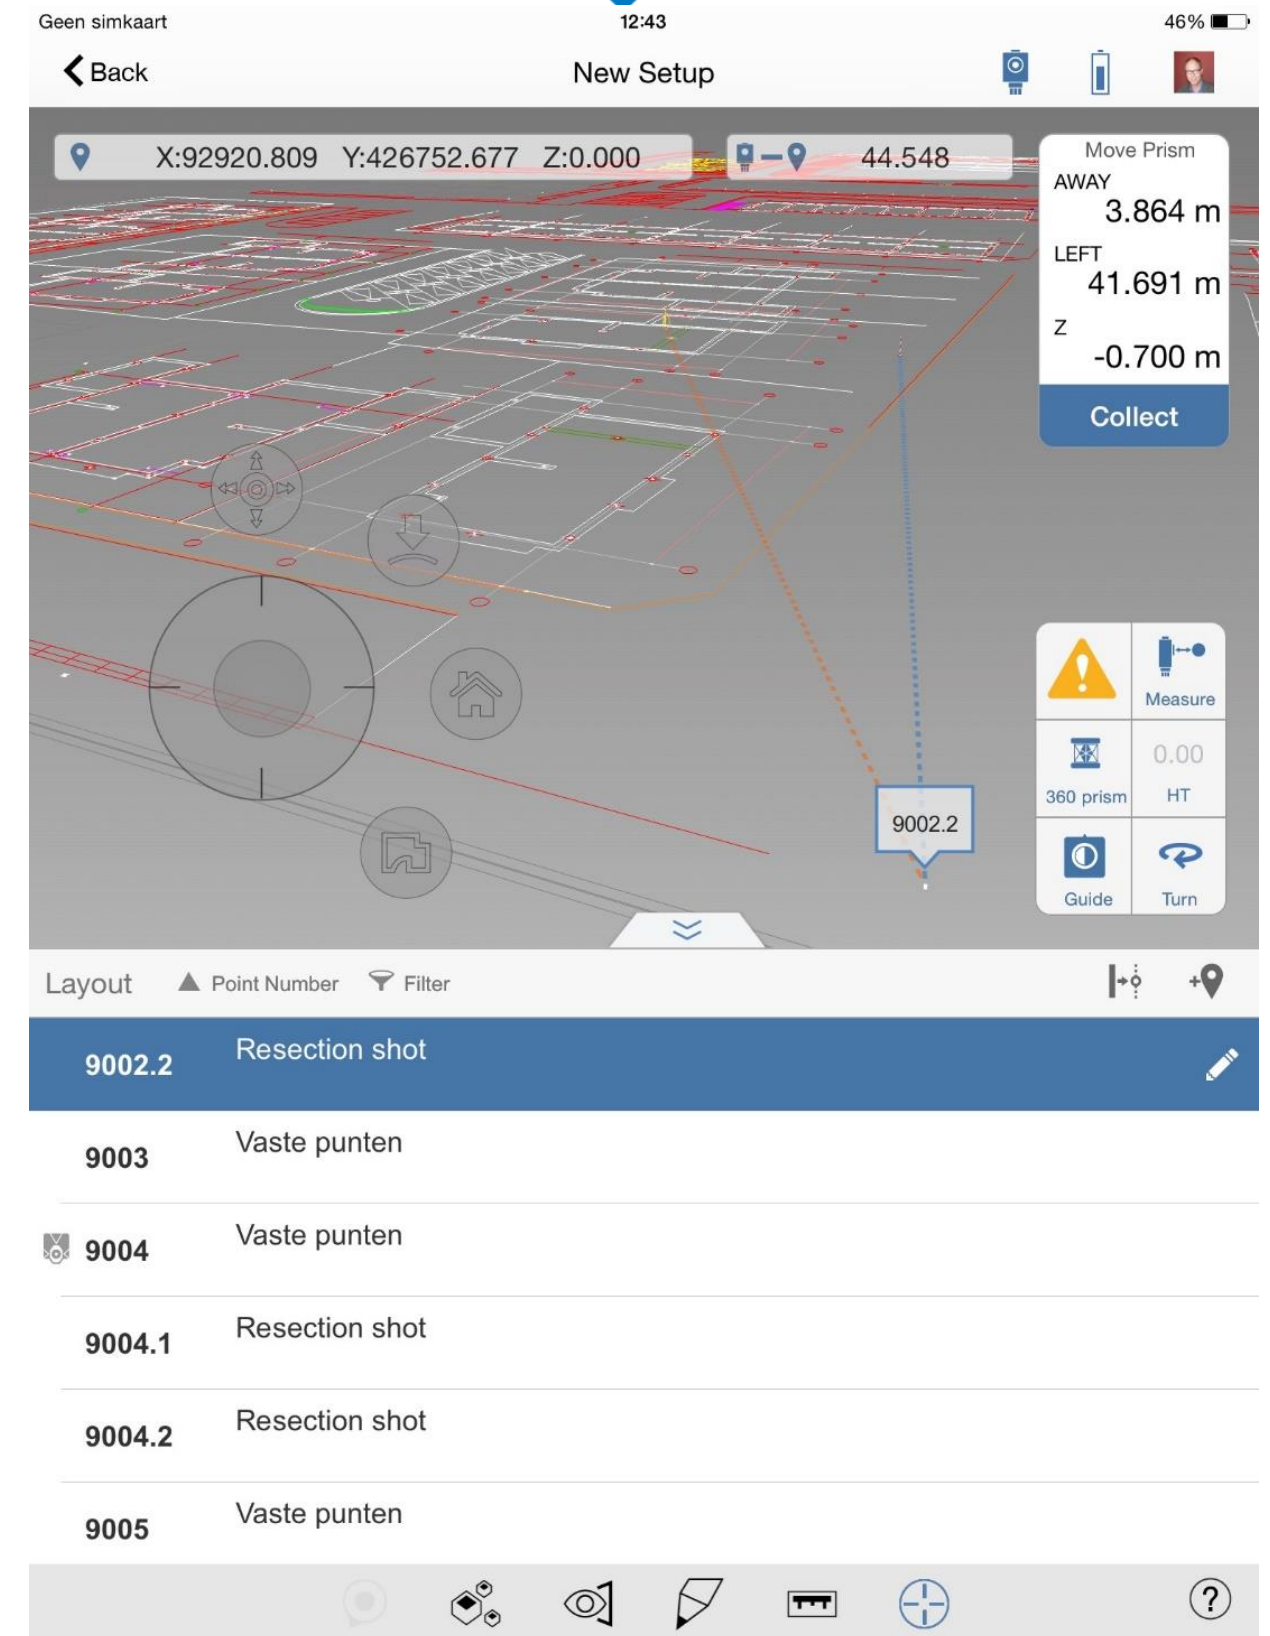 Geen simkaart 12:43 46%
Back New Setup
X:92920.809 Y:426752.677 Z:0.000 44.548
Move Prism
AWAY
3.864 m
LEFT
41.691 m
Z
-0.700 m
Collect
Measure
0.00
360 prism HT
9002.2
Guide Turn
Layout Point Number Filter
9002.2 Resection shot
9003 Vaste punten
9004 Vaste punten
9004.1 Resection shot
9004.2 Resection shot
9005 Vaste punten